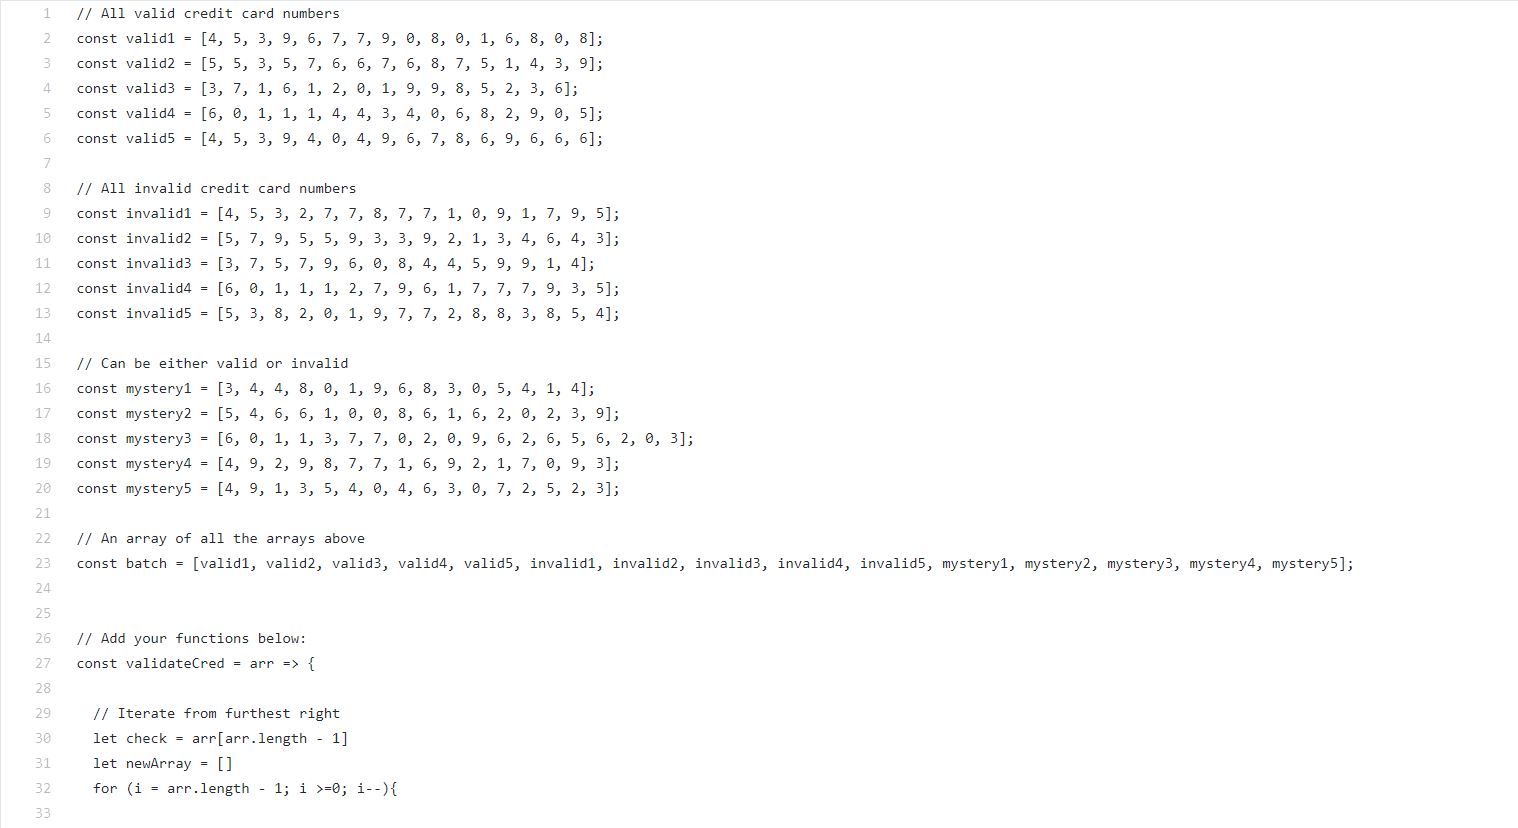 1 // All valid credit card numbers
2 const valid1 = [4, 5, 3, 9, 6, 7, 7, 9, 0, 8, 0, 1, 6, 8, 0, 8];
3 const valid2 = [5, 5, 3, 5, 7, 6, 6, 7, 6, 8, 7, 5, 1, 4, 3, 9];
4 const valid3 = [3, 7, 1, 6, 1, 2, 0, 1, 9, 9, 8, 5, 2, 3, 6];
5 const valid4 = [6, 0, 1, 1, 1, 4, 4, 3, 4, 0, 6, 8, 2, 9, 0, 5];
6 const valid5 = [4, 5, 3, 9, 4, 0, 4, 9, 6, 7, 8, 6, 9, 6, 6, 6];
7
8 // All invalid credit card numbers
9 const invalid1 = [4, 5, 3, 2, 7, 7, 8, 7, 7, 1, 0, 9, 1, 7, 9, 5];
10 const invalid2 = [5, 7, 9, 5, 5, 9, 3, 3, 9, 2, 1, 3, 4, 6, 4, 3];
11 const invalid3 = [3, 7, 5, 7, 9, 6, 0, 8, 4, 4, 5, 9, 9, 1, 4];
12 const invalid4 = [6, 0, 1, 1, 1, 2, 7, 9, 6, 1, 7, 7, 7, 9, 3, 5];
13 const invalid5 = [5, 3, 8, 2, 0, 1, 9, 7, 7, 2, 8, 8, 3, 8, 5, 4];
14
15 // Can be either valid or invalid
16 const mystery1 = [3, 4, 4, 8, 0, 1, 9, 6, 8, 3, 0, 5, 4, 1, 4];
17 const mystery2 = [5, 4, 6, 6, 1, 0, 0, 8, 6, 1, 6, 2, 0, 2, 3, 9];
18 const mystery3 = [6, 0, 1, 1, 3, 7, 7, 0, 2, 0, 9, 6, 2, 6, 5, 6, 2, 0, 3];
19 const mystery4 = [4, 9, 2, 9, 8, 7, 7, 1, 6, 9, 2, 1, 7, 0, 9, 3];
20 const mystery5 = [4, 9, 1, 3, 5, 4, 0, 4, 6, 3, 0, 7, 2, 5, 2, 3];
21
22 // An array of all the arrays above
23 const batch = [valid1, valid2, valid3, valid4, valid5, invalid1, invalid2, invalid3, invalid4, invalid5, mystery1, mystery2, mystery3, mystery4, mystery5];
24
25
26 // Add your functions below:
27 const validateCred = arr => {
28
29 // Iterate from furthest right
30 let check = arr[arr.length - 1]
31 let newArray = []
32 for (i = arr.length - 1; i >=0; i--){
33